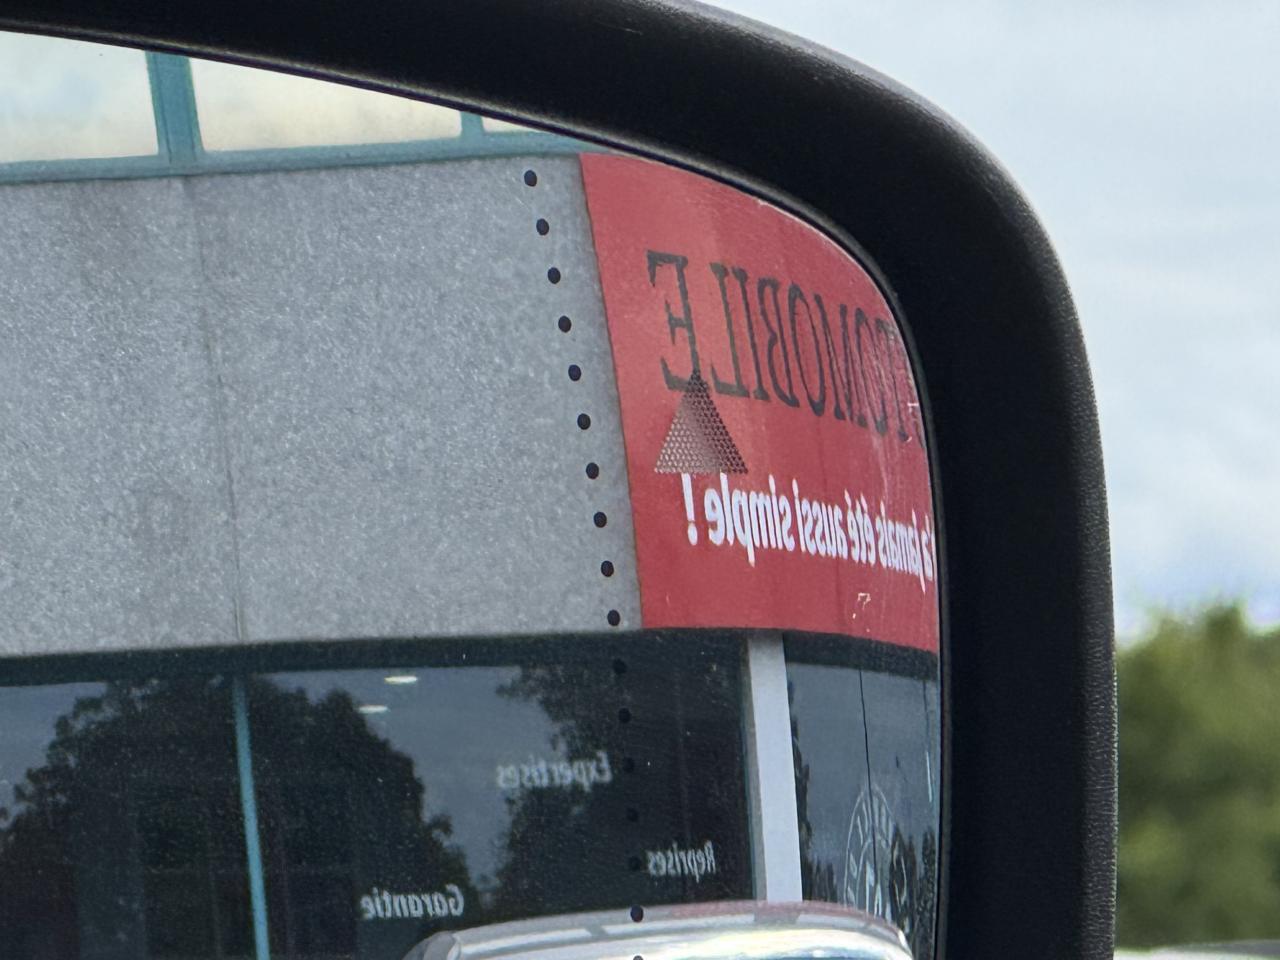 TOMOBILE
a jamais été aussi simple !
Expertises
Reprises
Garantie